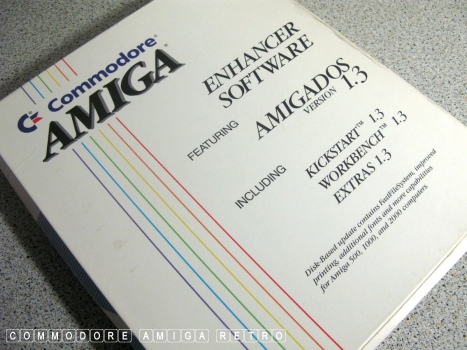 Commodore®
AMIGA®
ENHANCER
SOFTWARE
FEATURING
AMIGADOS
VERSION 1.3
INCLUDING
KICKSTART™ 1.3
WORKBENCH™ 1.3
EXTRAS 1.3
Disk-Based update contains FastFileSystem, improved
printing, additional fonts and more capabilities
for Amiga 500, 1000, and 2000 computers
COMMODORE AMIGA RETRO